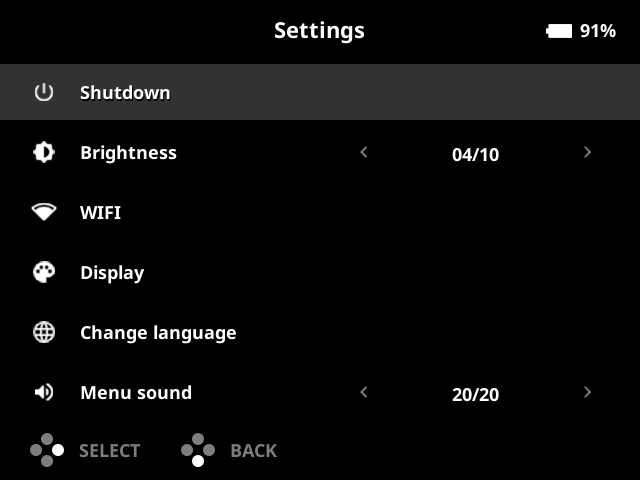 Settings 91%
Shutdown
Brightness 04/10
WIFI
Display
Change language
Menu sound 20/20
SELECT BACK